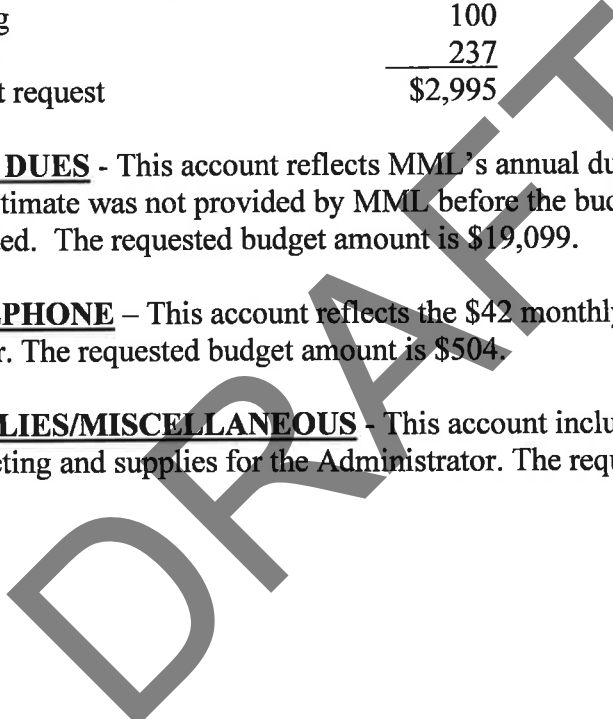 g 100
237
t request $2,995
DUES - This account reflects MML's annual du
timate was not provided by MML before the bud
ed. The requested budget amount is $19,099.
PHONE – This account reflects the $42 monthly
r. The requested budget amount is $504.
LIES/MISCELLANEOUS - This account inclu
eting and supplies for the Administrator. The requ
DRAFT